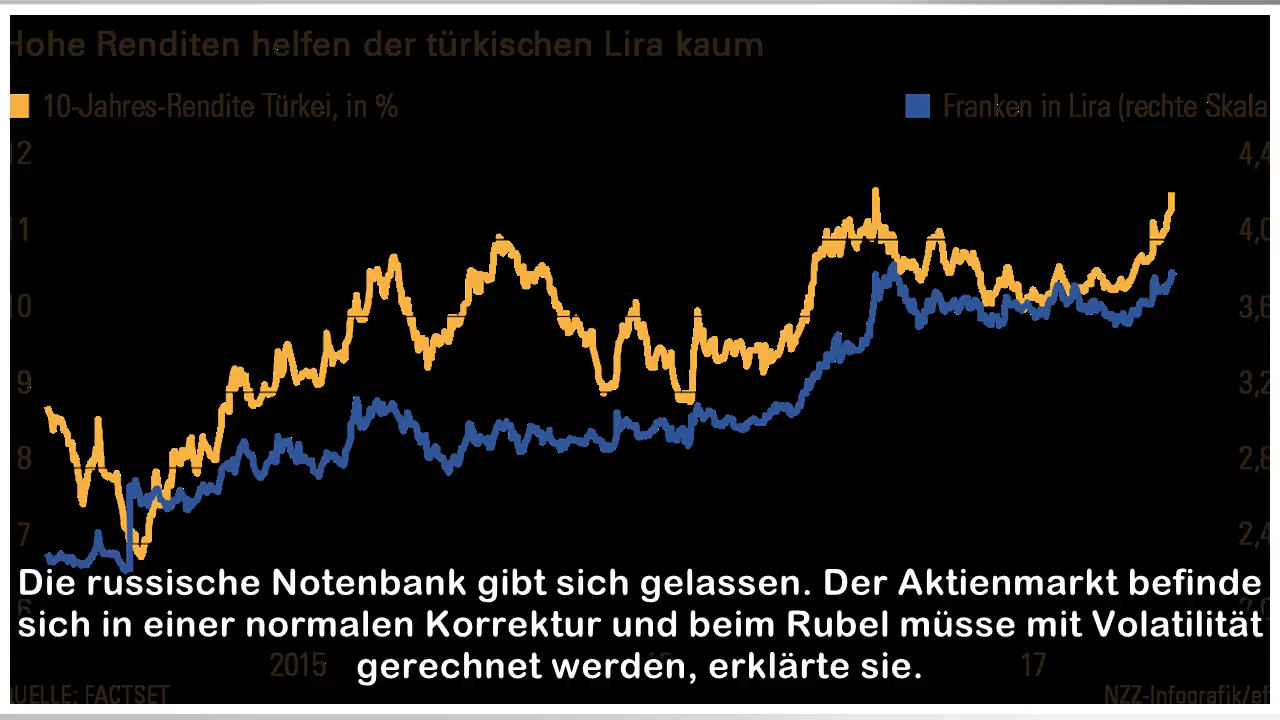 Hohe Renditen helfen der türkischen Lira kaum
10-Jahres-Rendite Türkei, in %
Franken in Lira (rechte Skala
12
4,4
11
4,0
10
3,6
9
3,2
8
2,8
7
2,4
Die russische Notenbank gibt sich gelassen. Der Aktienmarkt befinde
6
sich in einer normalen Korrektur und beim Rubel müsse mit Volatilität
2015
17
gerechnet werden, erklärte sie.
QUELLE: FACTSET
NZZ-Infografik/ef